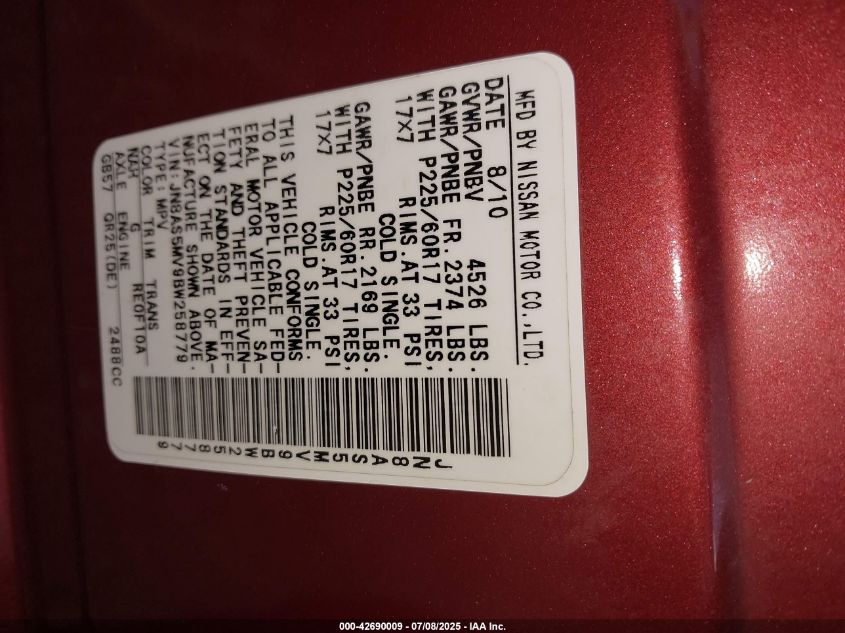 MFD BY NISSAN MOTOR CO.,LTD.
DATE 8/10
GVWR/PNBV 4526 LBS.
GAWR/PNBE FR. 2374 LBS.
WITH P225/60R17 TIRES,
17X7 RIMS.AT 33 PSI
COLD SINGLE.
GAWR/PNBE RR. 2169 LBS.
WITH P225/60R17 TIRES,
17X7 RIMS.AT 33 PSI
COLD SINGLE.
THIS VEHICLE CONFORMS
TO ALL APPLICABLE FED-
ERAL MOTOR VEHICLE SA-
FETY AND THEFT PREVEN-
TION STANDARDS IN EFF-
ECT ON THE DATE OF MA-
NUFACTURE SHOWN ABOVE.
VIN: JN8AS5MV9BW258779
TYPE: MPV
COLOR TRIM TRANS
NAH G RE0F10A
AXLE ENGINE
GB57 QR25(DE) 2488CC
JN8AS5MV9BW258779
000-42690009 - 07/08/2025 - IAA Inc.